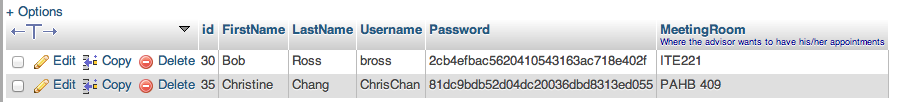 + Options
id FirstName LastName Username Password MeetingRoom
Where the advisor wants to have his/her appointments
Edit Copy Delete 30 Bob Ross bross 2cb4efbac5620410543163ac718e402f ITE221
Edit Copy Delete 35 Christine Chang ChrisChan 81dc9bdb52d04dc20036dbd8313ed055 PAHB 409